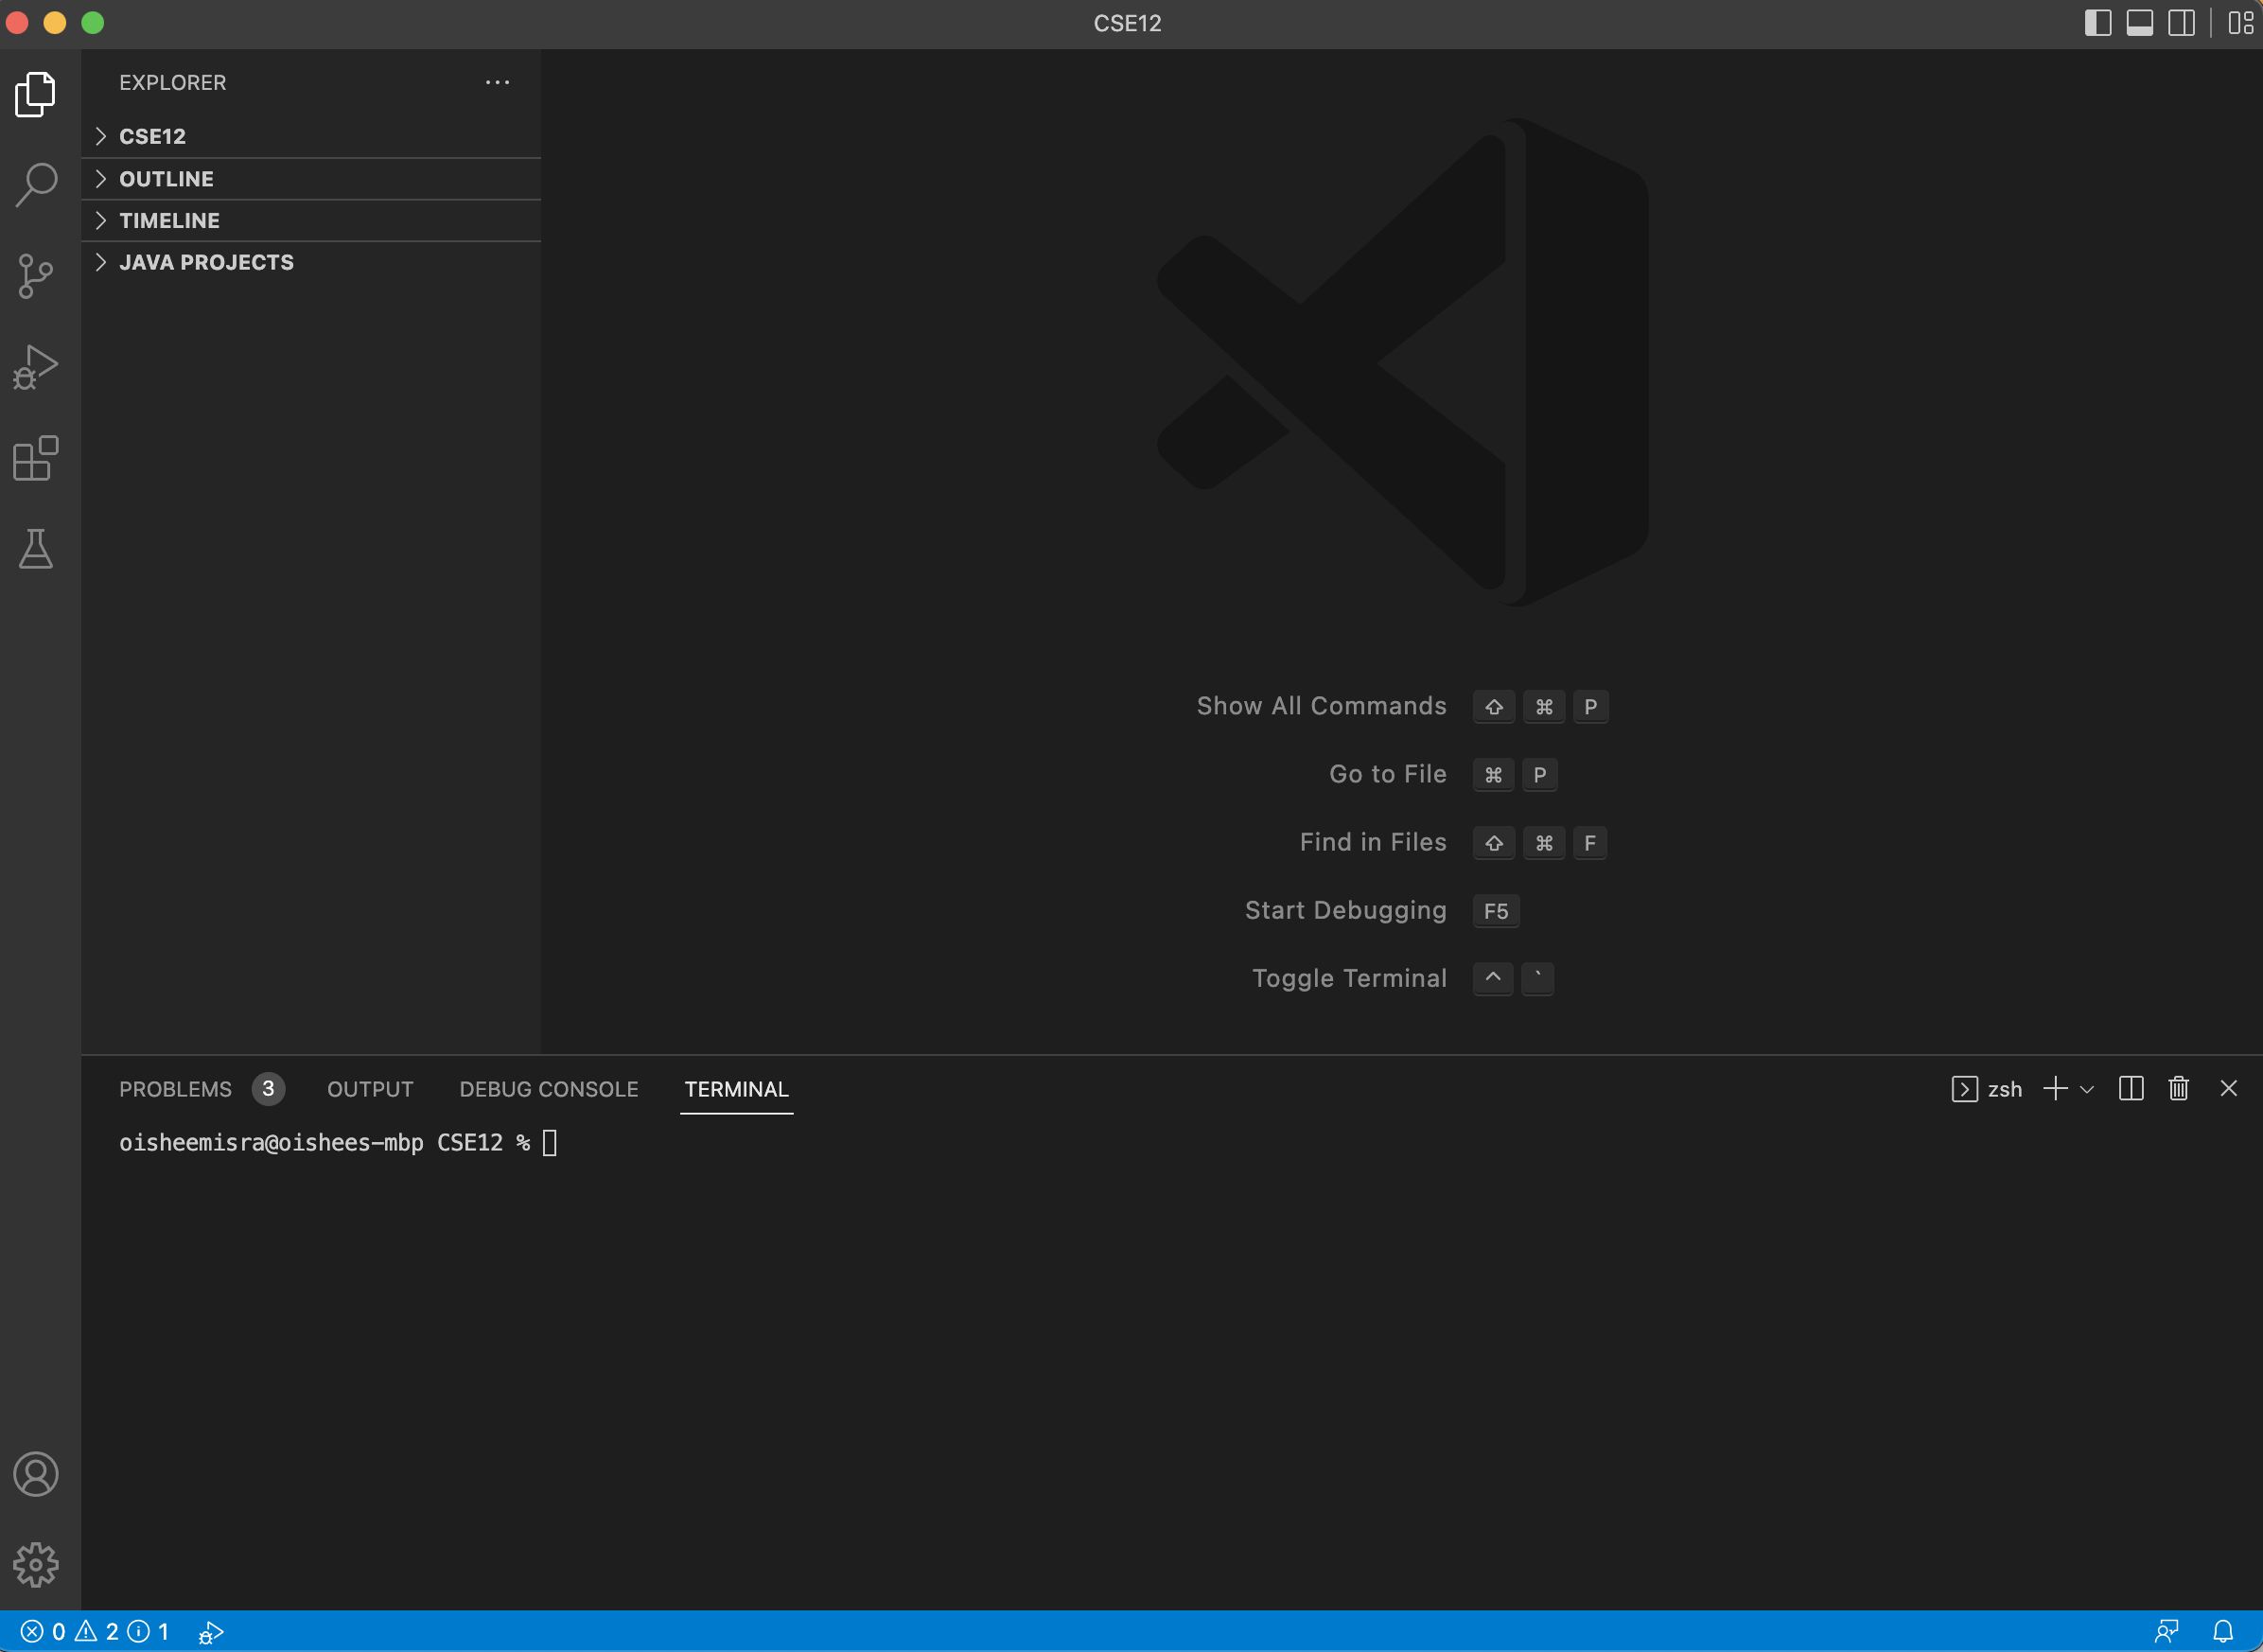 CSE12
EXPLORER
CSE12
OUTLINE
TIMELINE
JAVA PROJECTS
Show All Commands ⇧ ⌘ P
Go to File ⌘ P
Find in Files ⇧ ⌘ F
Start Debugging F5
Toggle Terminal ^ `
PROBLEMS 3 OUTPUT DEBUG CONSOLE TERMINAL zsh
oisheemisra@oishees-mbp CSE12 %
0 2 1